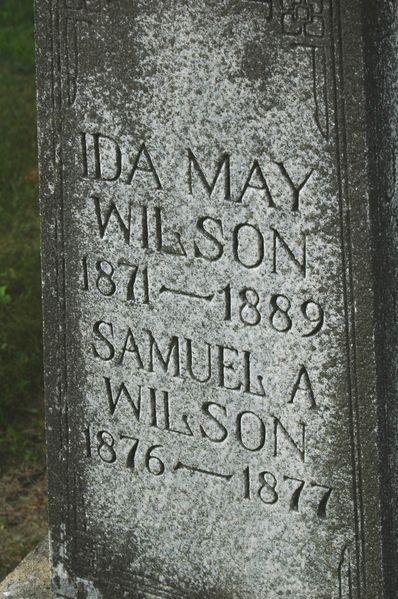 IDA MAY
WILSON
1871—1889
SAMUEL A
WILSON
1876—1877